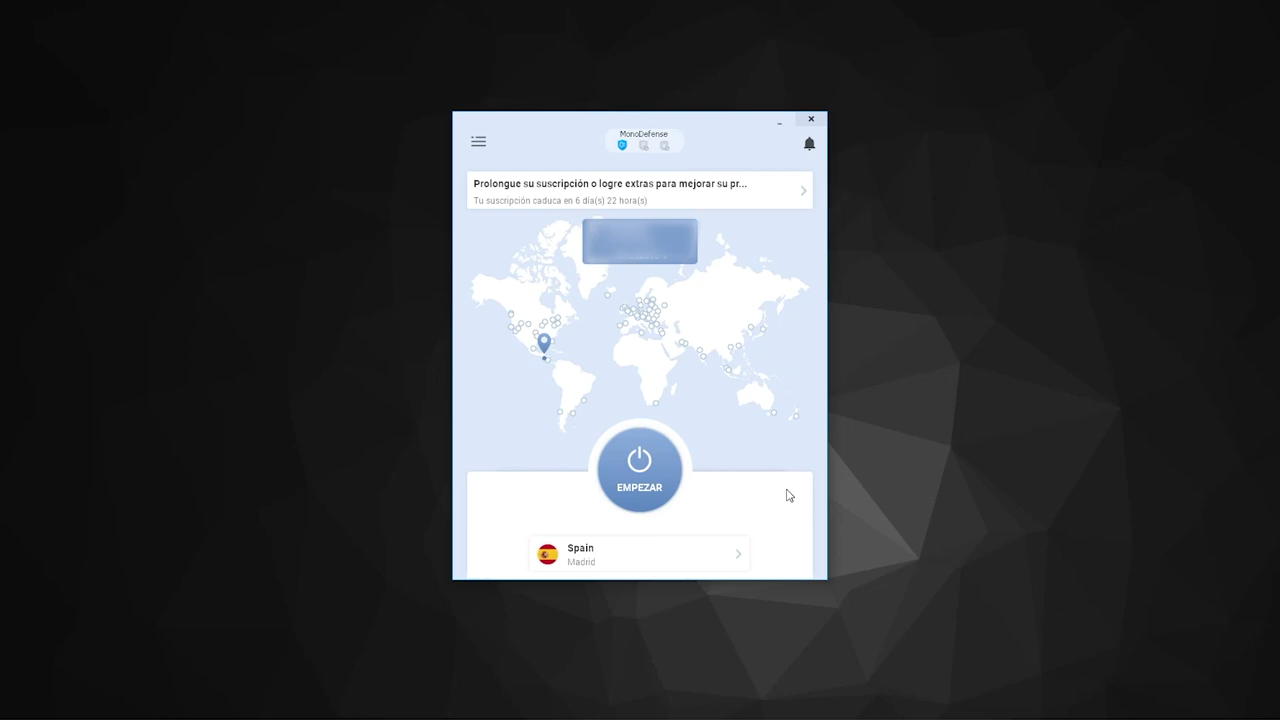 MonoDefense
Prolongue su suscripción o logre extras para mejorar su pr...
Tu suscripción caduca en 6 día(s) 22 hora(s)
EMPEZAR
Spain
Madrid